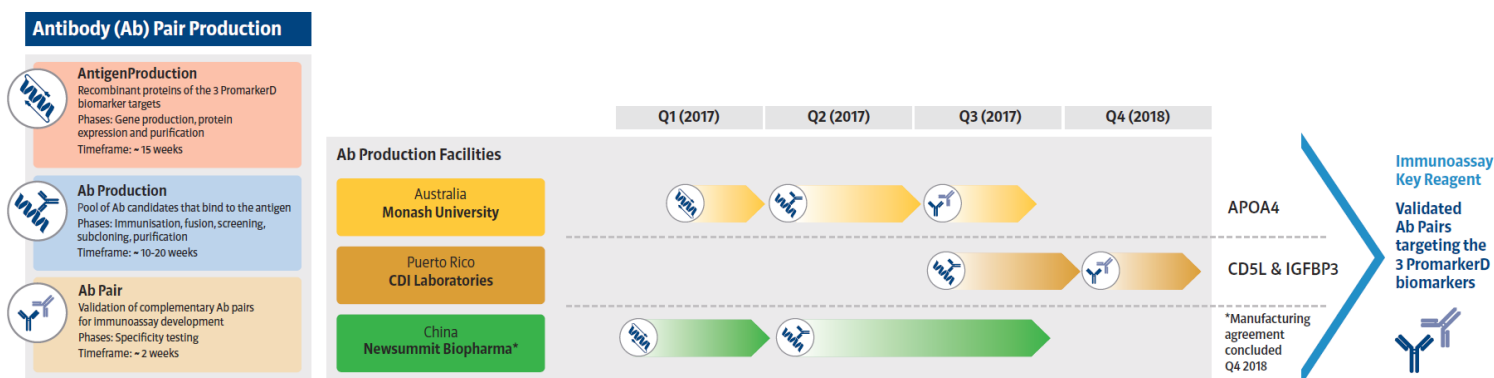 Antibody (Ab) Pair Production
AntigenProduction
Recombinant proteins of the 3 PromarkerD
biomarker targets
Phases: Gene production, protein
expression and purification
Timeframe: ~ 15 weeks
Ab Production
Pool of Ab candidates that bind to the antigen
Phases: Immunisation, fusion, screening,
subcloning, purification
Timeframe: ~ 10-20 weeks
Ab Pair
Validation of complementary Ab pairs
for immunoassay development
Phases: Specificity testing
Timeframe: ~ 2 weeks
Q1 (2017)
Q2 (2017)
Q3 (2017)
Q4 (2018)
Ab Production Facilities
Australia
Monash University
APOA4
Puerto Rico
CDI Laboratories
CD5L & IGFBP3
China
Newsummit Biopharma*
*Manufacturing
agreement
concluded
Q4 2018
Immunoassay
Key Reagent
Validated
Ab Pairs
targeting the
3 PromarkerD
biomarkers